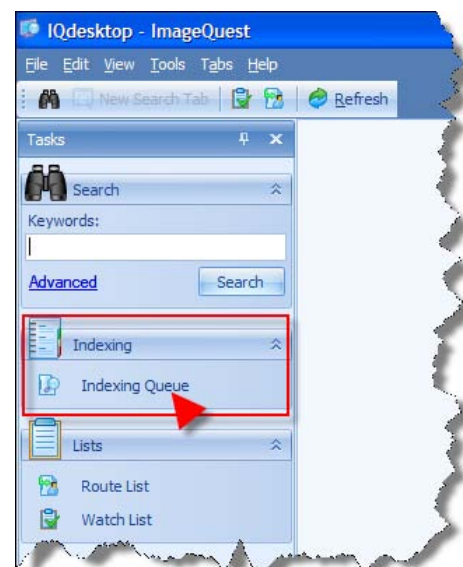 IQdesktop - ImageQuest
File Edit View Tools Tabs Help
New Search Tab Refresh
Tasks
Search
Keywords:
Advanced Search
Indexing
Indexing Queue
Lists
Route List
Watch List